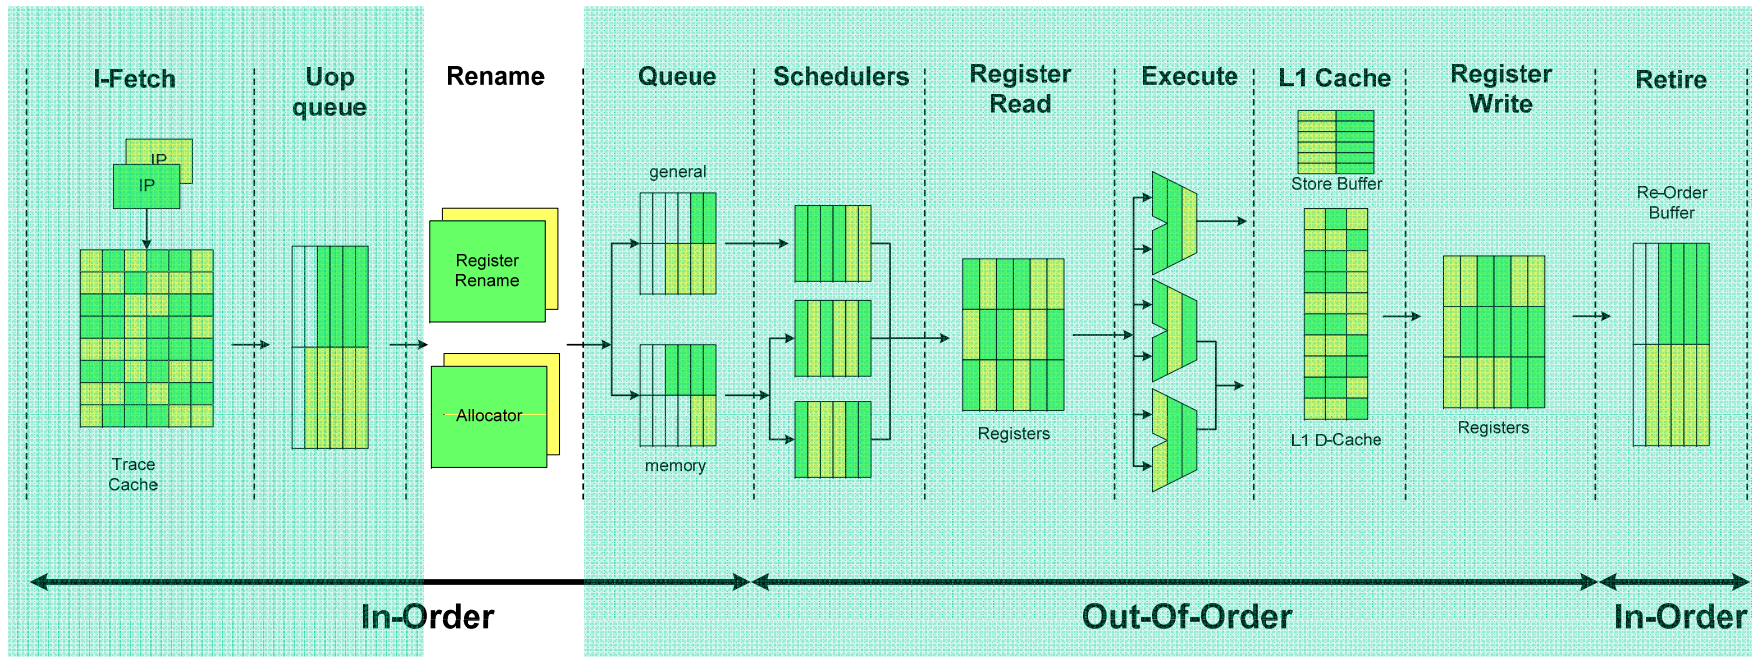 I-Fetch
Uop
queue
Rename
Queue
Schedulers
Register
Read
Execute
L1 Cache
Register
Write
Retire
IP
IP
Trace
Cache
Register
Rename
Allocator
general
memory
Registers
Store Buffer
L1 D-Cache
Registers
Re-Order
Buffer
In-Order
Out-Of-Order
In-Order